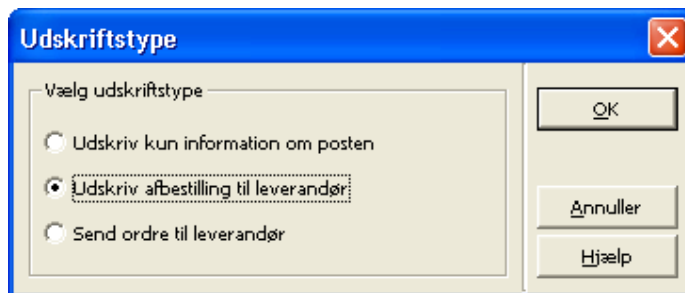 Udskriftstype
Vælg udskriftstype
Udskriv kun information om posten
Udskriv afbestilling til leverandør
Send ordre til leverandør
OK
Annuller
Hjælp